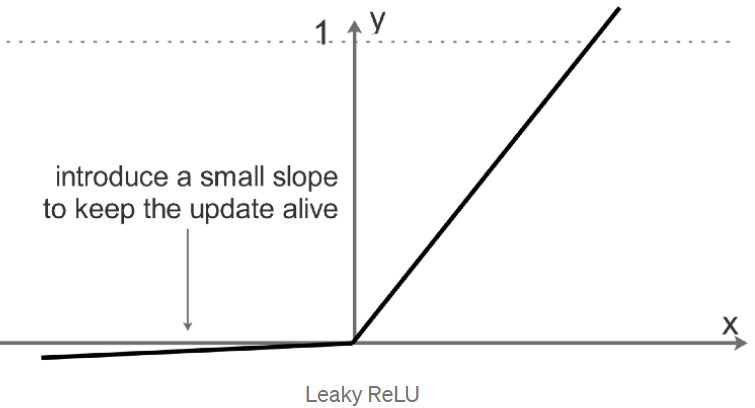 1
y
introduce a small slope
to keep the update alive
x
Leaky ReLU